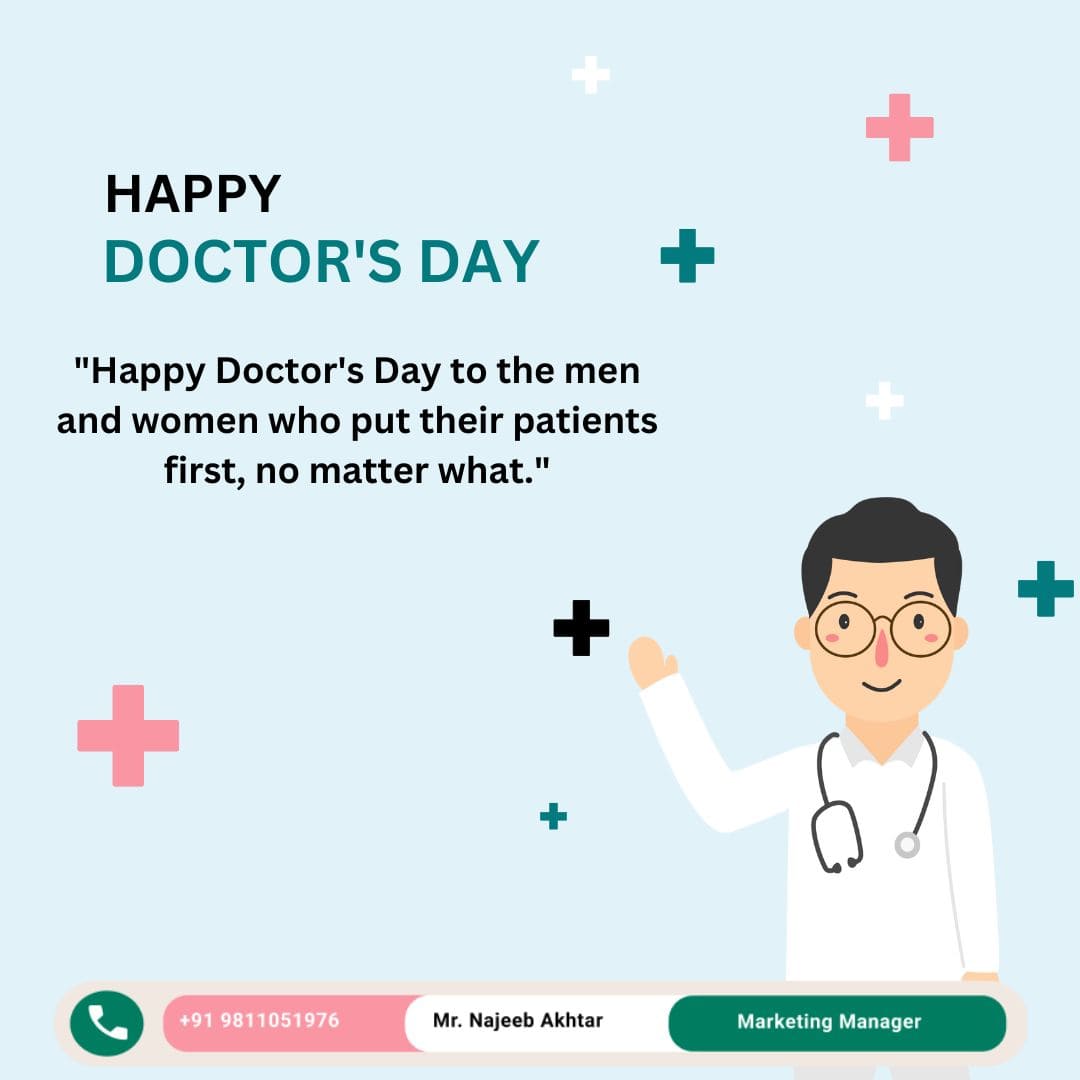 HAPPY
DOCTOR'S DAY
"Happy Doctor's Day to the men
and women who put their patients
first, no matter what."
+91 9811051976 Mr. Najeeb Akhtar Marketing Manager